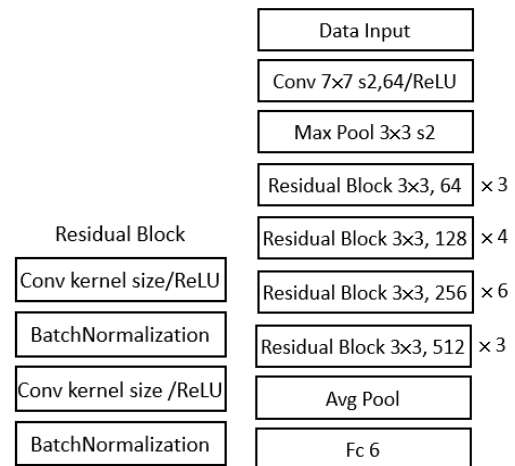 Residual Block
Conv kernel size/ReLU
BatchNormalization
Conv kernel size /ReLU
BatchNormalization
Data Input
Conv 7×7 s2,64/ReLU
Max Pool 3×3 s2
Residual Block 3×3, 64 × 3
Residual Block 3×3, 128 × 4
Residual Block 3×3, 256 × 6
Residual Block 3×3, 512 × 3
Avg Pool
Fc 6